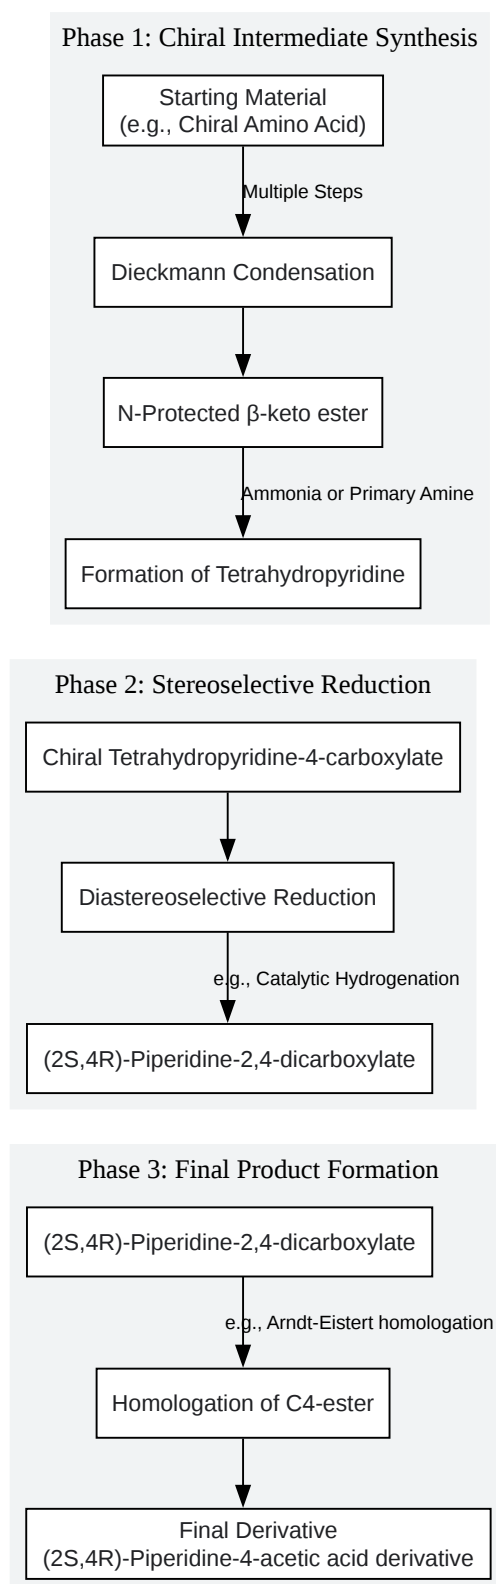 Phase 1: Chiral Intermediate Synthesis
Starting Material
(e.g., Chiral Amino Acid)
Multiple Steps
Dieckmann Condensation
N-Protected β-keto ester
Ammonia or Primary Amine
Formation of Tetrahydropyridine
Phase 2: Stereoselective Reduction
Chiral Tetrahydropyridine-4-carboxylate
Diastereoselective Reduction
e.g., Catalytic Hydrogenation
(2S,4R)-Piperidine-2,4-dicarboxylate
Phase 3: Final Product Formation
(2S,4R)-Piperidine-2,4-dicarboxylate
e.g., Arndt-Eistert homologation
Homologation of C4-ester
Final Derivative
(2S,4R)-Piperidine-4-acetic acid derivative